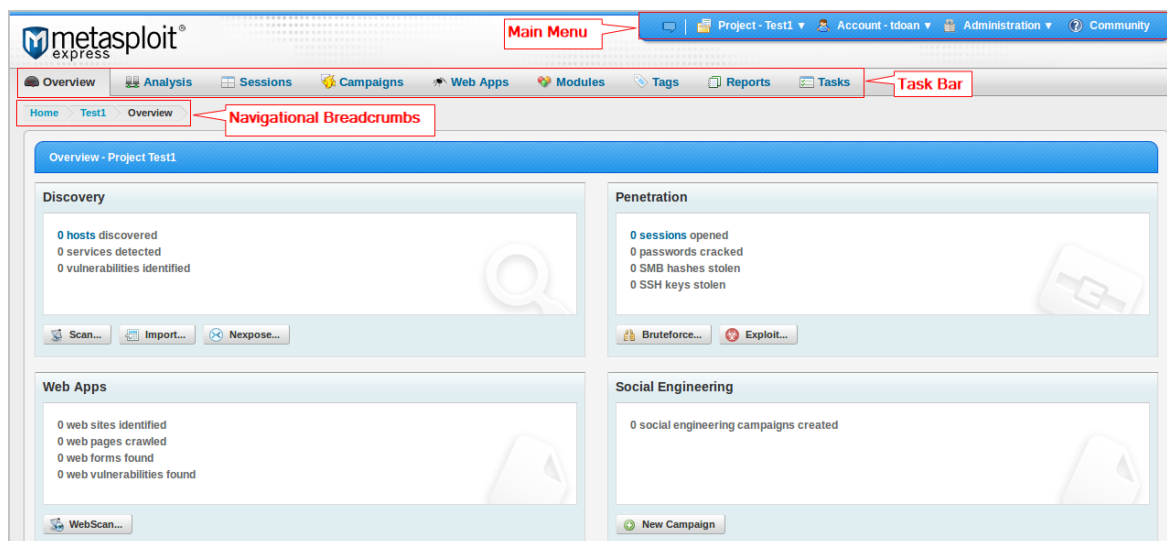 metasploit®
express
Main Menu
Project - Test1 ▼ Account - tdoan ▼ Administration ▼ Community
Overview Analysis Sessions Campaigns Web Apps Modules Tags Reports Tasks
Task Bar
Home Test1 Overview
Navigational Breadcrumbs
Overview - Project Test1
Discovery
0 hosts discovered
0 services detected
0 vulnerabilities identified
Scan... Import... Nexpose...
Penetration
0 sessions opened
0 passwords cracked
0 SMB hashes stolen
0 SSH keys stolen
Bruteforce... Exploit...
Web Apps
0 web sites identified
0 web pages crawled
0 web forms found
0 web vulnerabilities found
WebScan...
Social Engineering
0 social engineering campaigns created
New Campaign